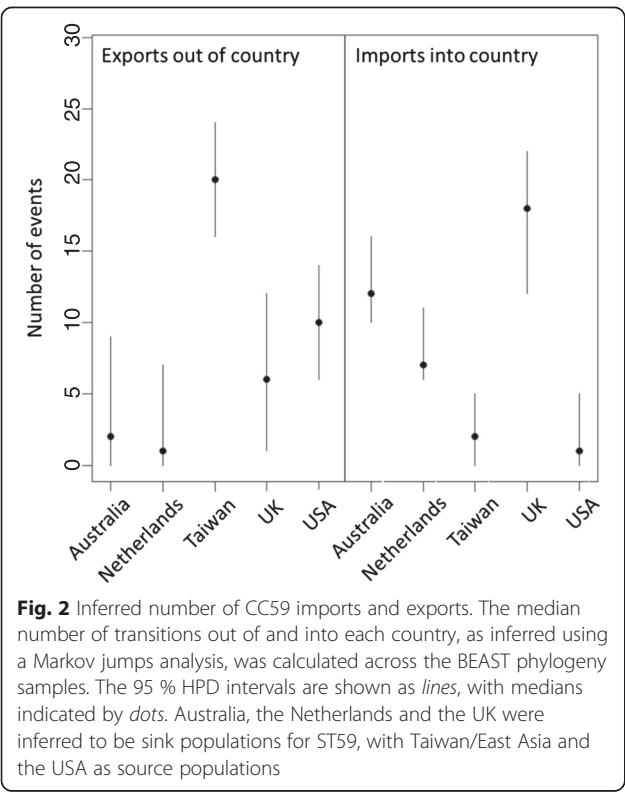 Exports out of country
Imports into country
Number of events
30
25
20
15
10
5
0
Australia
Netherlands
Taiwan
UK
USA
Australia
Netherlands
Taiwan
UK
USA
Fig. 2 Inferred number of CC59 imports and exports. The median
number of transitions out of and into each country, as inferred using
a Markov jumps analysis, was calculated across the BEAST phylogeny
samples. The 95 % HPD intervals are shown as lines, with medians
indicated by dots. Australia, the Netherlands and the UK were
inferred to be sink populations for ST59, with Taiwan/East Asia and
the USA as source populations